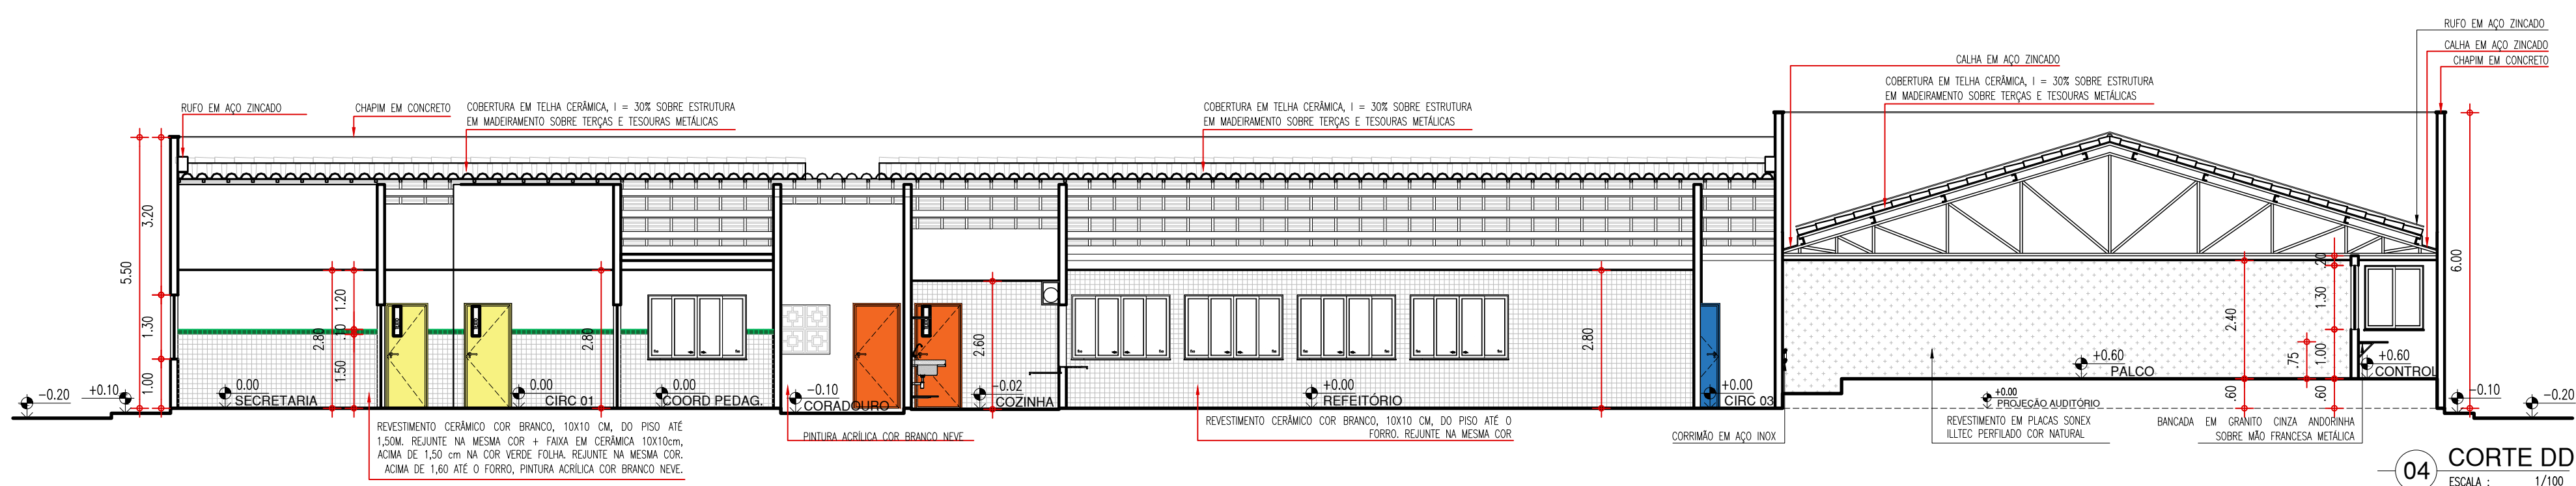 RUFO EM AÇO ZINCADO
CALHA EM AÇO ZINCADO
CHAPIM EM CONCRETO
CALHA EM AÇO ZINCADO
COBERTURA EM TELHA CERÂMICA, I = 30% SOBRE ESTRUTURA
EM MADEIRAMENTO SOBRE TERÇAS E TESOURAS METÁLICAS
RUFO EM AÇO ZINCADO
CHAPIM EM CONCRETO
COBERTURA EM TELHA CERÂMICA, I = 30% SOBRE ESTRUTURA
EM MADEIRAMENTO SOBRE TERÇAS E TESOURAS METÁLICAS
COBERTURA EM TELHA CERÂMICA, I = 30% SOBRE ESTRUTURA
EM MADEIRAMENTO SOBRE TERÇAS E TESOURAS METÁLICAS
5.50
3.20
1.30
1.00
2.80
1.20
.10
1.50
2.80
2.60
2.80
2.40
.60
.75
.20
1.30
1.00
.60
6.00
-0.20
+0.10
0.00
SECRETARIA
0.00
CIRC 01
0.00
COORD PEDAG.
-0.10
CORADOURO
-0.02
COZINHA
+0.00
REFEITÓRIO
+0.00
CIRC 03
+0.60
PALCO
+0.60
CONTROL
+0.00
PROJEÇÃO AUDITÓRIO
-0.10
-0.20
REVESTIMENTO CERÂMICO COR BRANCO, 10X10 CM, DO PISO ATÉ
1,50M. REJUNTE NA MESMA COR + FAIXA EM CERÂMICA 10X10cm,
ACIMA DE 1,50 cm NA COR VERDE FOLHA. REJUNTE NA MESMA COR.
ACIMA DE 1,60 ATÉ O FORRO, PINTURA ACRÍLICA COR BRANCO NEVE.
PINTURA ACRÍLICA COR BRANCO NEVE
REVESTIMENTO CERÂMICO COR BRANCO, 10X10 CM, DO PISO ATÉ O
FORRO. REJUNTE NA MESMA COR
CORRIMÃO EM AÇO INOX
REVESTIMENTO EM PLACAS SONEX
ILLTEC PERFILADO COR NATURAL
BANCADA EM GRANITO CINZA ANDORINHA
SOBRE MÃO FRANCESA METÁLICA
04
CORTE DD
ESCALA : 1/100